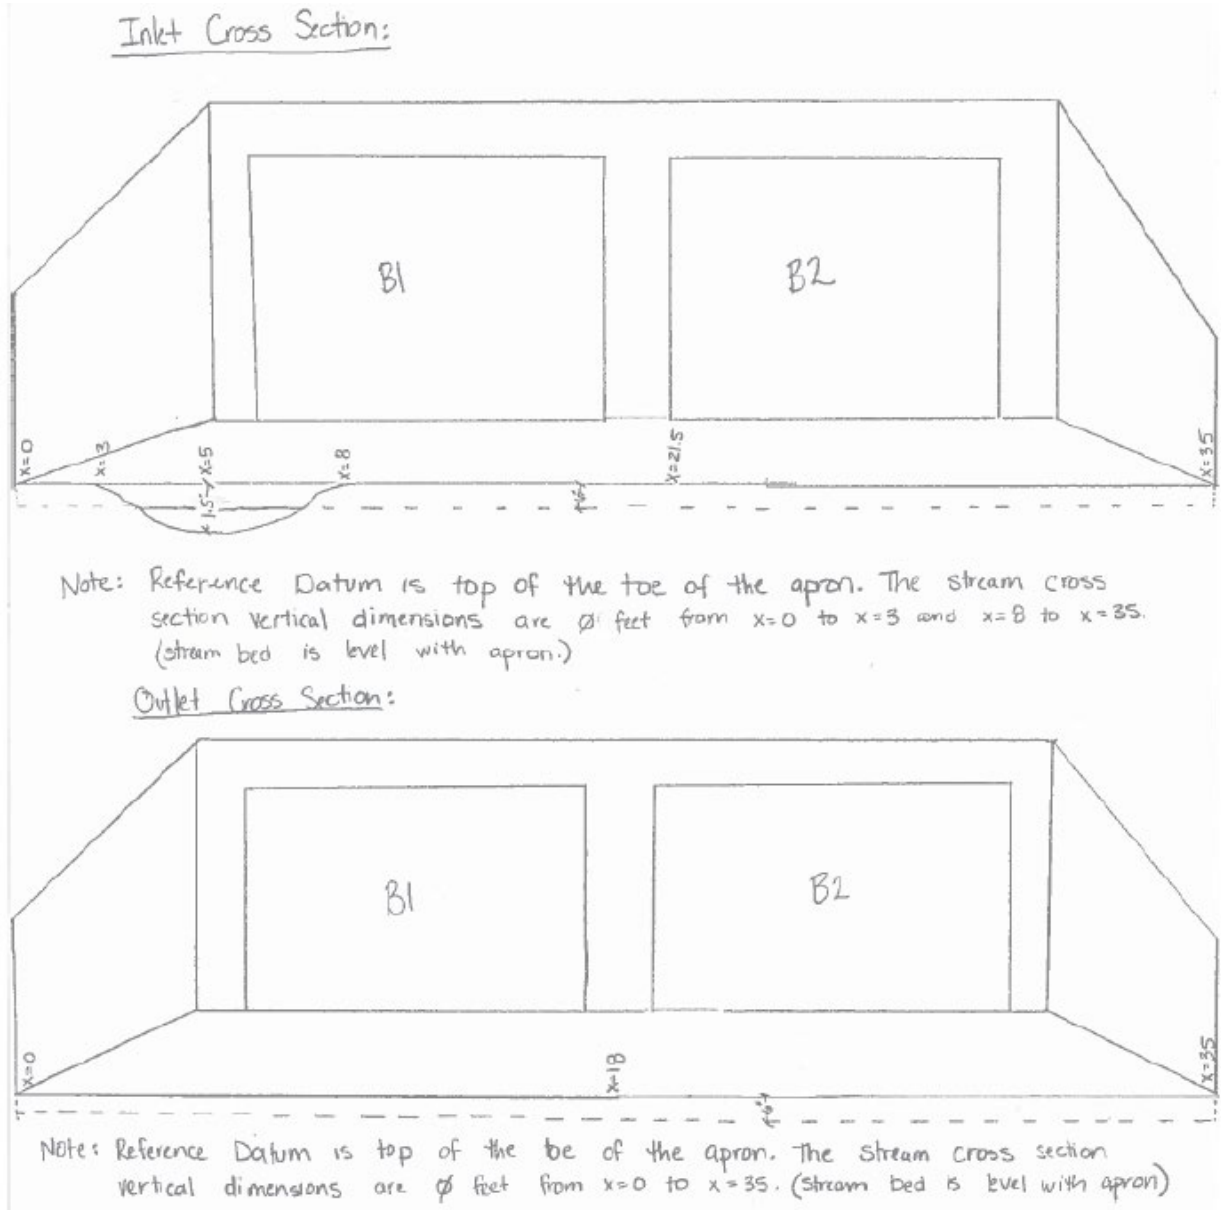 Inlet Cross Section:
B1
B2
x=0
x=3
x=5
x=8
x=21.5
x=35
1.5'
6"
Note: Reference Datum is top of the toe of the apron. The stream cross
section vertical dimensions are Ø feet from x=0 to x=3 and x=8 to x=35.
(stream bed is level with apron.)
Outlet Cross Section:
B1
B2
x=0
x=18
x=35
6"
Note: Reference Datum is top of the toe of the apron. The stream cross section
vertical dimensions are Ø feet from x=0 to x=35. (stream bed is level with apron)